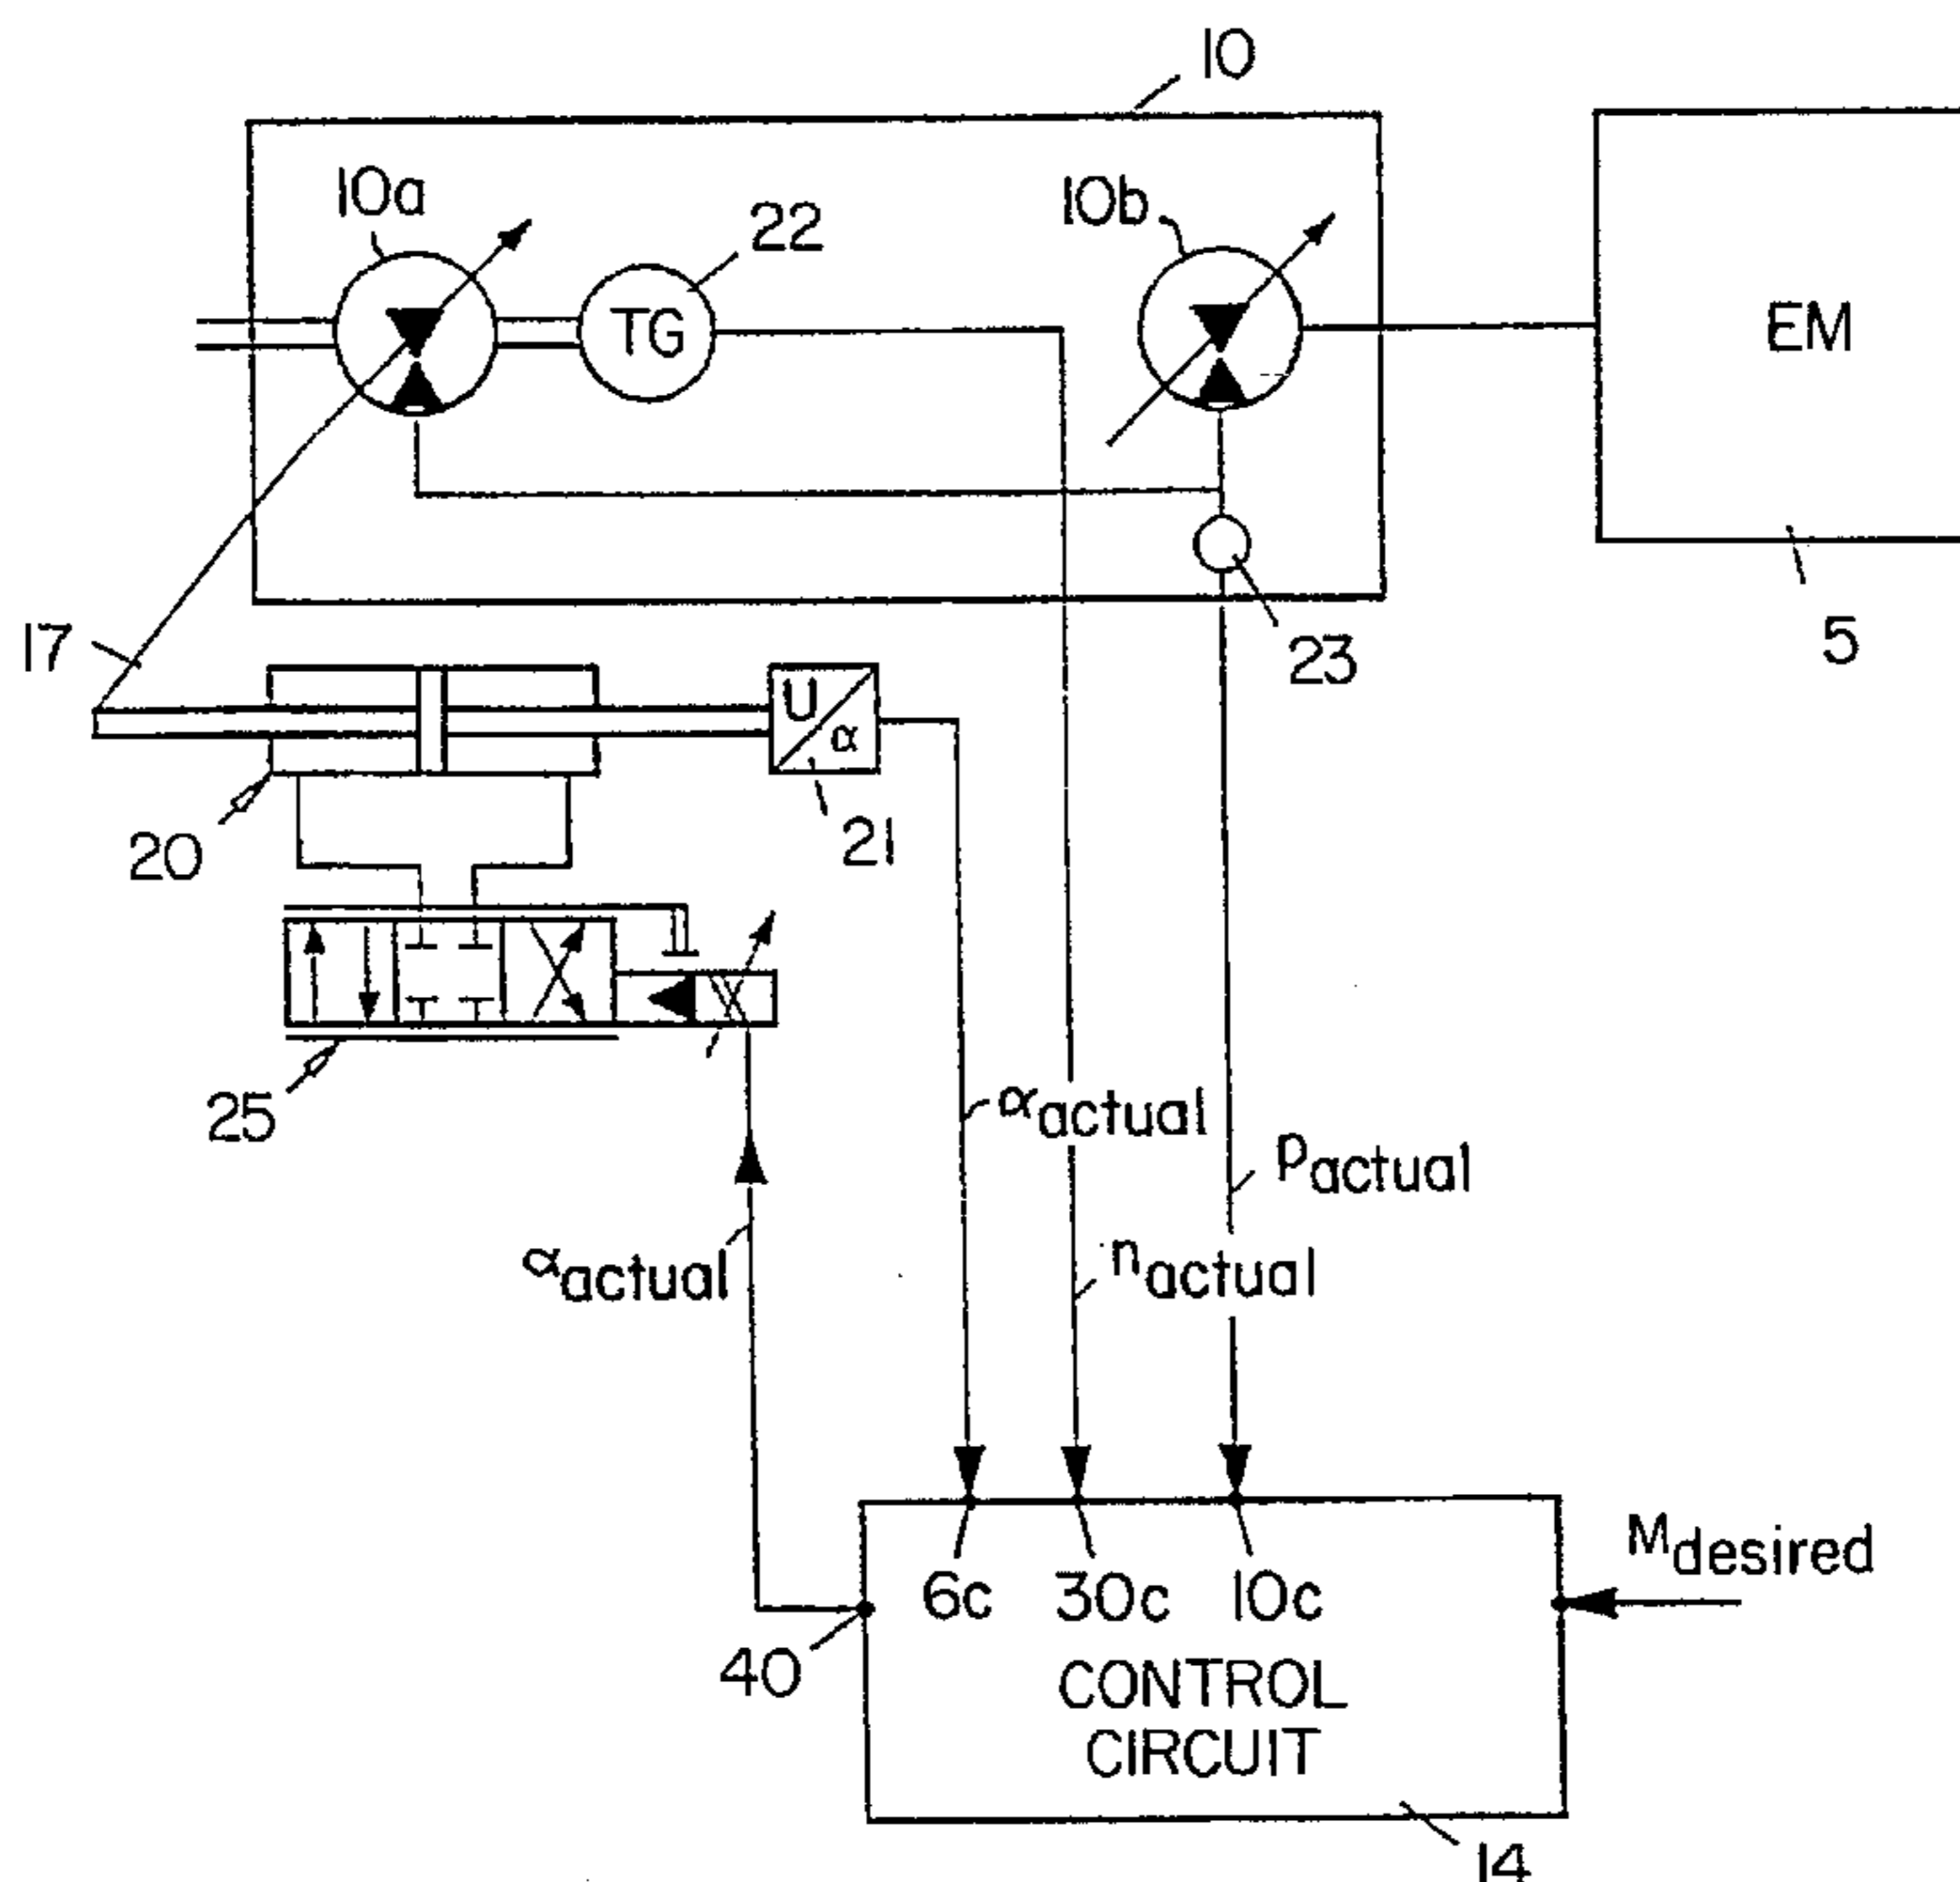 10
10a
22
10b
TG
EM
17
23
5
U
α
20
21
25
αactual
Pactual
αactual
nactual
Mdesired
6c 30c 10c
40
CONTROL
CIRCUIT
14